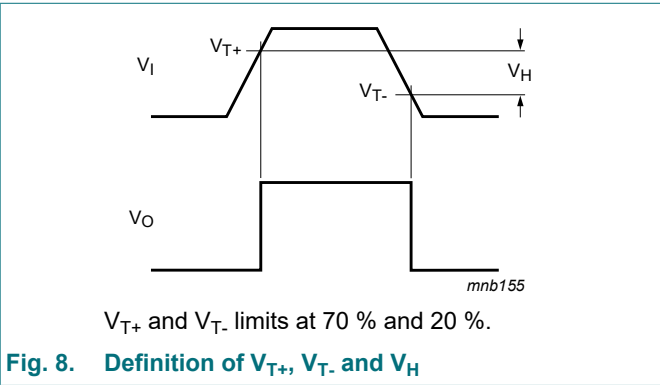 VT+
VI
VH
VT-
VO
mnb155
VT+ and VT- limits at 70 % and 20 %.
Fig. 8. Definition of VT+, VT- and VH